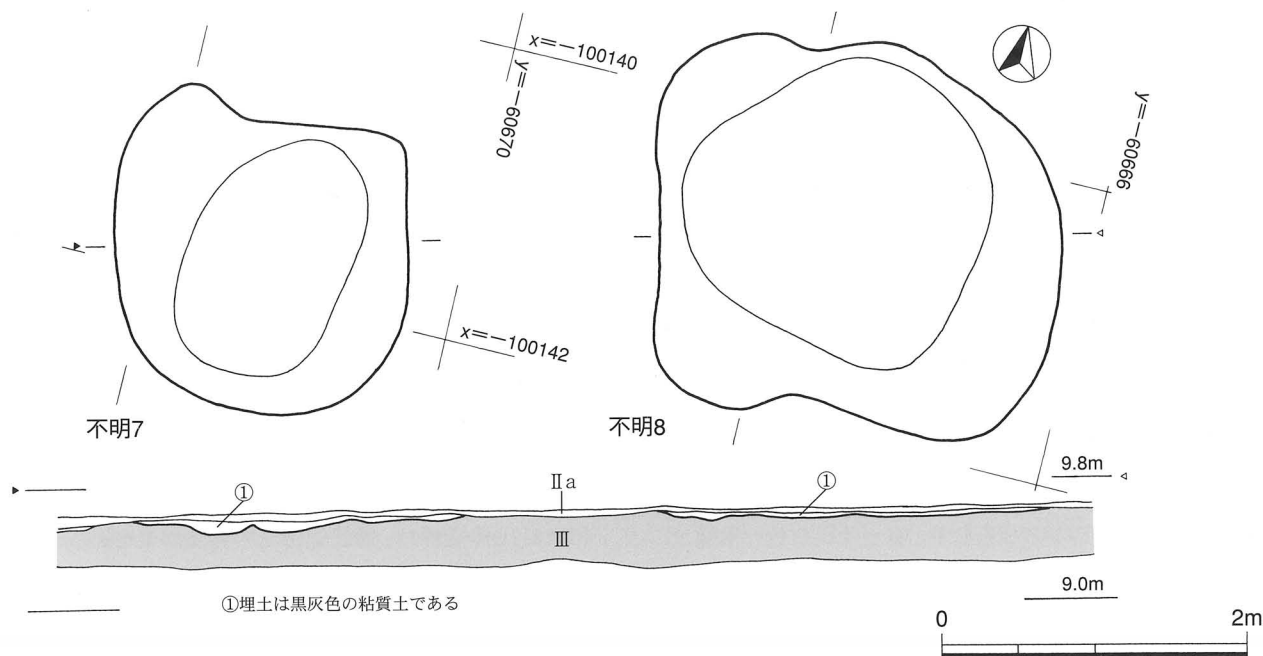 x=-100140
y=-60670
y=-60666
x=-100142
不明7
不明8
9.8m
①
Ⅱa
①
Ⅲ
9.0m
①埋土は黒灰色の粘質土である
0
2m